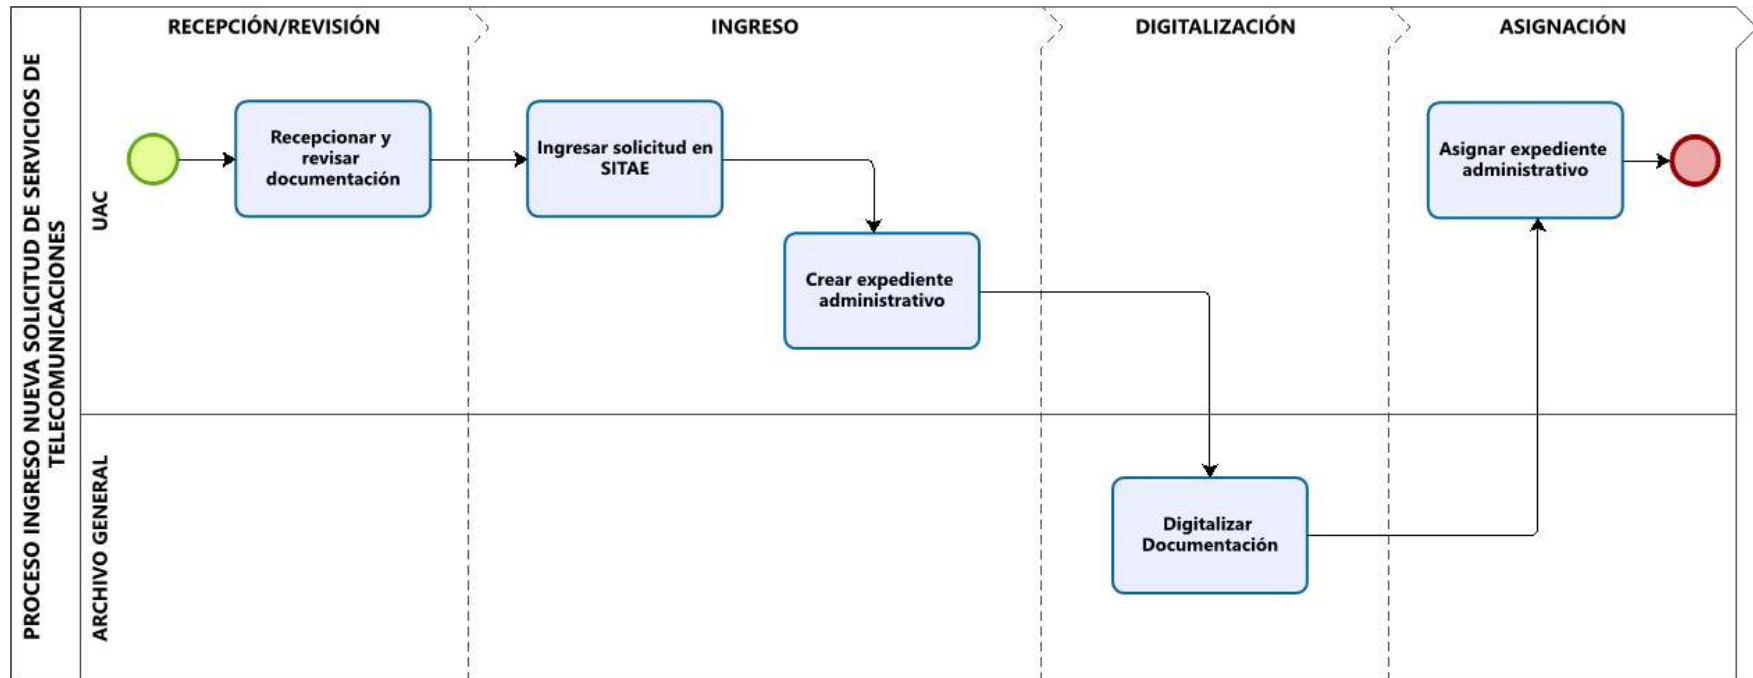 PROCESO INGRESO NUEVA SOLICITUD DE SERVICIOS DE
TELECOMUNICACIONES
RECEPCIÓN/REVISIÓN
INGRESO
DIGITALIZACIÓN
ASIGNACIÓN
UAC
Recepcionar y
revisar
documentación
Ingresar solicitud en
SITAE
Crear expediente
administrativo
Asignar expediente
administrativo
ARCHIVO GENERAL
Digitalizar
Documentación